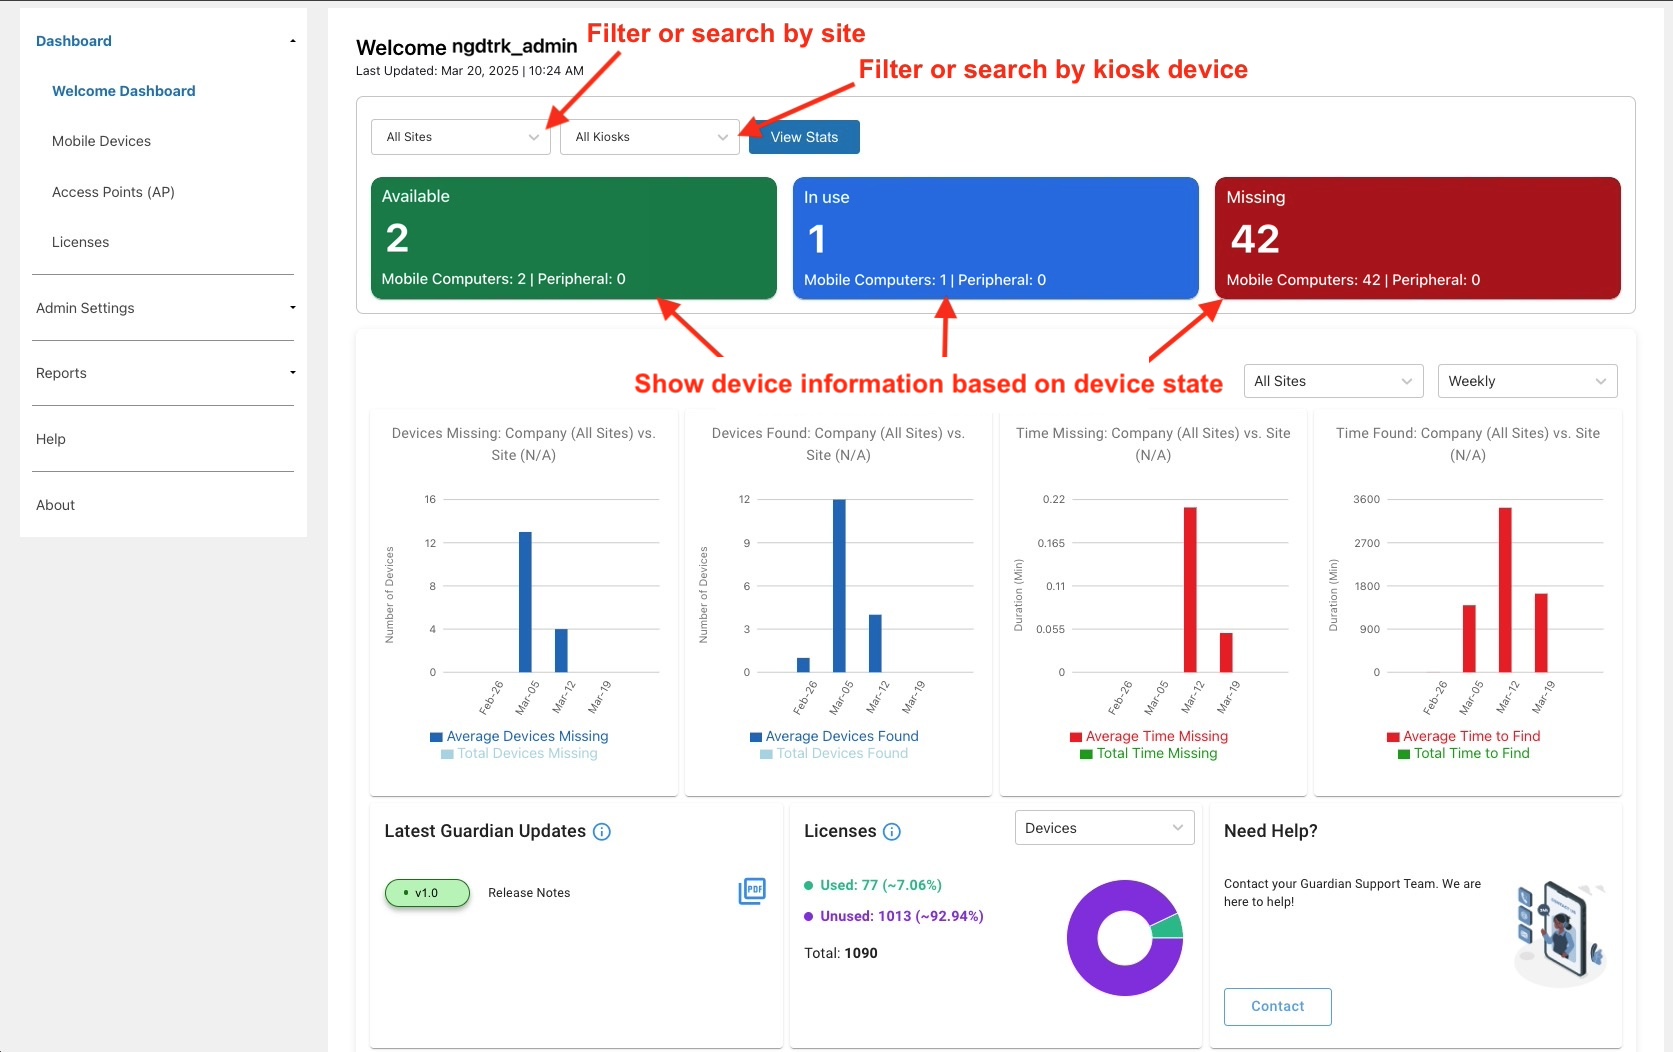 Dashboard
Welcome Dashboard
Mobile Devices
Access Points (AP)
Licenses
Admin Settings
Reports
Help
About
Welcome ngdtrk_admin
Last Updated: Mar 20, 2025 | 10:24 AM
Filter or search by site
Filter or search by kiosk device
All Sites
All Kiosks
View Stats
Available
2
Mobile Computers: 2 | Peripheral: 0
In use
1
Mobile Computers: 1 | Peripheral: 0
Missing
42
Mobile Computers: 42 | Peripheral: 0
Show device information based on device state
All Sites
Weekly
Devices Missing: Company (All Sites) vs.
Site (N/A)
Number of Devices
16
12
8
4
0
Feb-26
Mar-05
Mar-12
Mar-19
Average Devices Missing
Total Devices Missing
Devices Found: Company (All Sites) vs.
Site (N/A)
Number of Devices
12
9
6
3
0
Feb-26
Mar-05
Mar-12
Mar-19
Average Devices Found
Total Devices Found
Time Missing: Company (All Sites) vs. Site
(N/A)
Duration (Min)
0.22
0.165
0.11
0.055
0
Feb-26
Mar-05
Mar-12
Mar-19
Average Time Missing
Total Time Missing
Time Found: Company (All Sites) vs. Site
(N/A)
Duration (Min)
3600
2700
1800
900
0
Feb-26
Mar-05
Mar-12
Mar-19
Average Time to Find
Total Time to Find
Latest Guardian Updates
v1.0
Release Notes
PDF
Licenses
Devices
Used: 77 (~7.06%)
Unused: 1013 (~92.94%)
Total: 1090
Need Help?
Contact your Guardian Support Team. We are
here to help!
CONTACT US
Contact